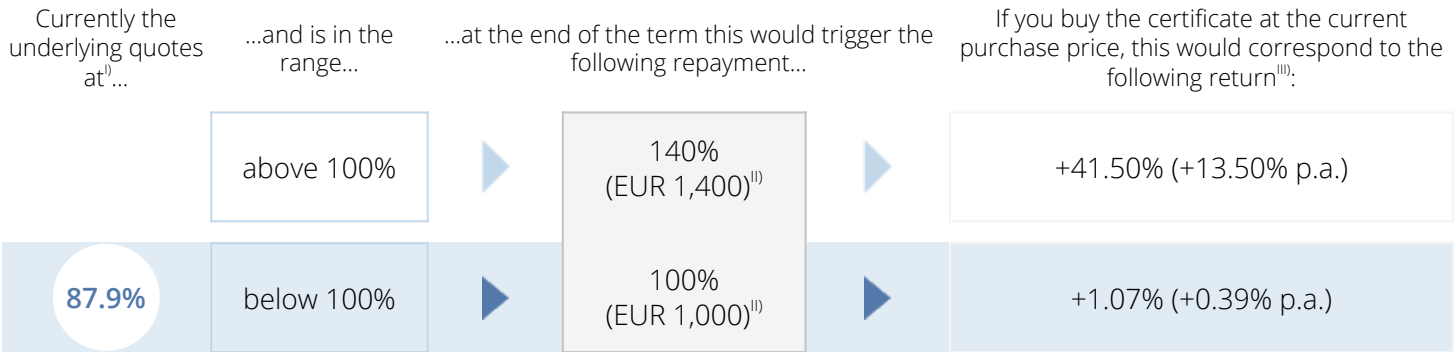 Currently the
underlying quotes
at^I)...
...and is in the
range...
...at the end of the term this would trigger the
following repayment...
If you buy the certificate at the current
purchase price, this would correspond to the
following return^III):
above 100%
140%
(EUR 1,400)^II)
+41.50% (+13.50% p.a.)
87.9%
below 100%
100%
(EUR 1,000)^II)
+1.07% (+0.39% p.a.)